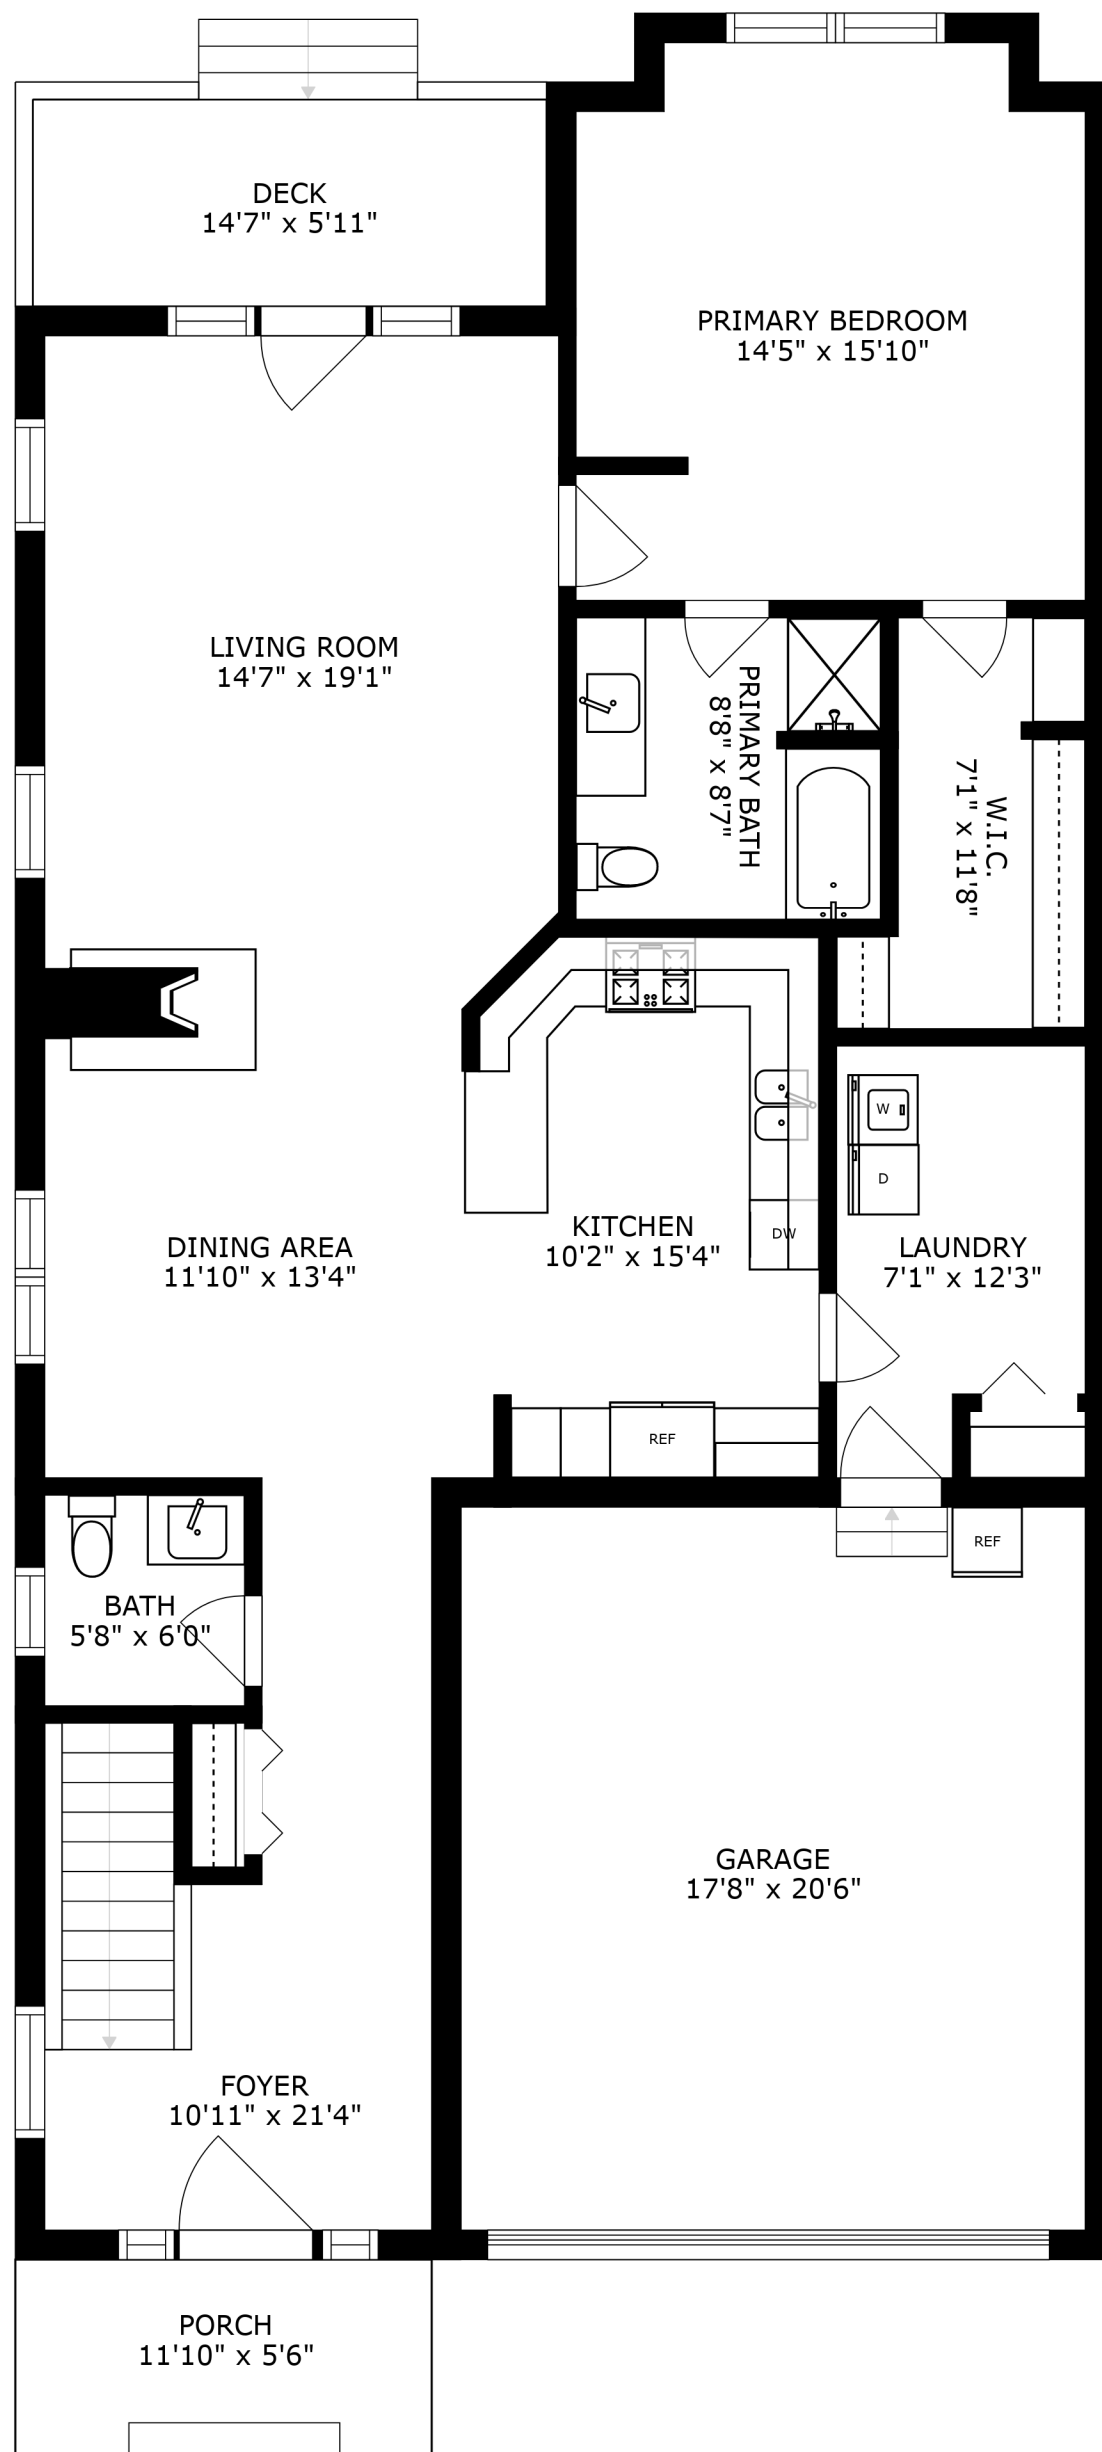 DECK
14'7" x 5'11"
PRIMARY BEDROOM
14'5" x 15'10"
LIVING ROOM
14'7" x 19'1"
PRIMARY BATH
8'8" x 8'7"
W.I.C.
7'1" x 11'8"
W
D
KITCHEN
10'2" x 15'4"
DW
DINING AREA
11'10" x 13'4"
LAUNDRY
7'1" x 12'3"
REF
REF
BATH
5'8" x 6'0"
GARAGE
17'8" x 20'6"
FOYER
10'11" x 21'4"
PORCH
11'10" x 5'6"